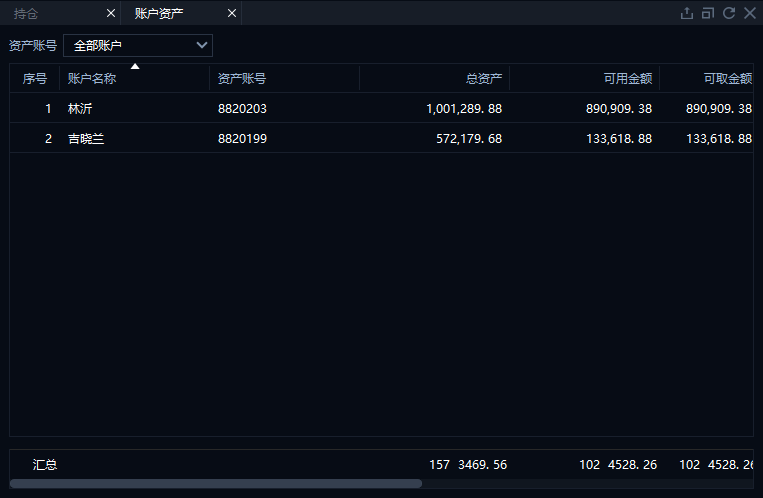 持仓 账户资产
资产账号 全部账户
序号 账户名称 资产账号 总资产 可用金额 可取金额
1 林沂 8820203 1,001,289.88 890,909.38 890,909.38
2 吉晓兰 8820199 572,179.68 133,618.88 133,618.88
汇总 157 3469.56 102 4528.26 102 4528.26